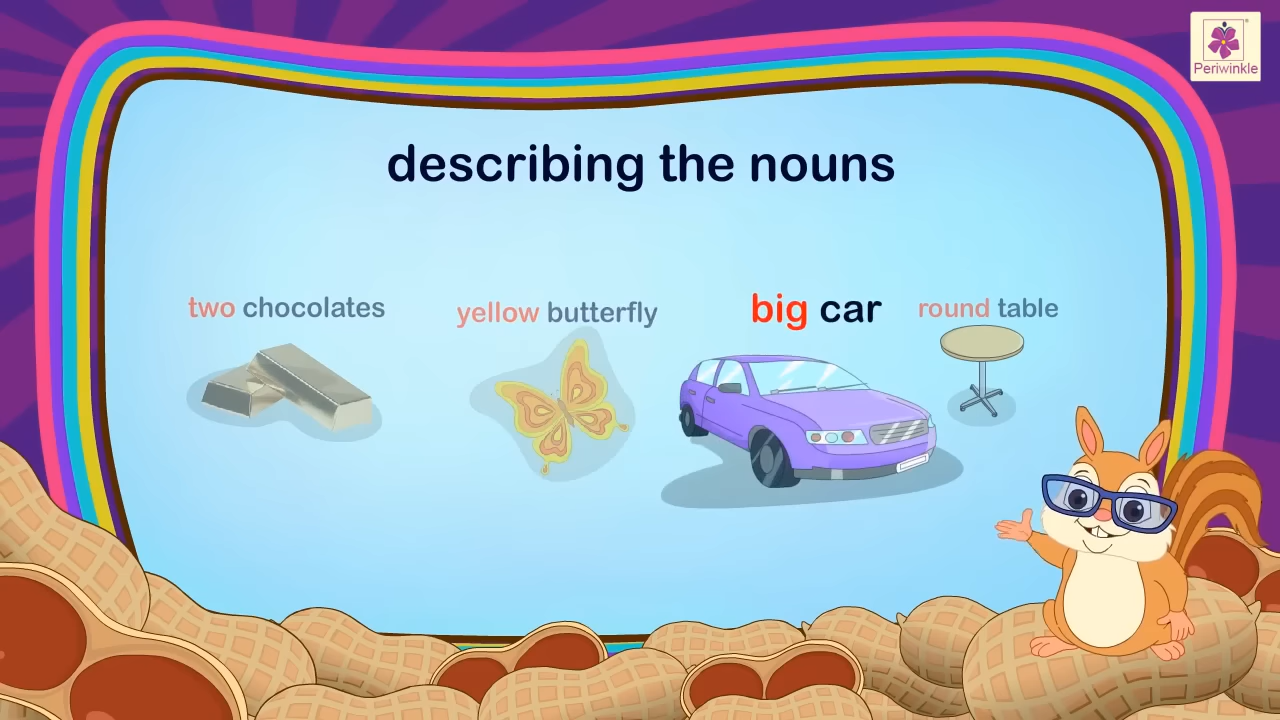 Periwinkle
describing the nouns
two chocolates
yellow butterfly
big car
round table